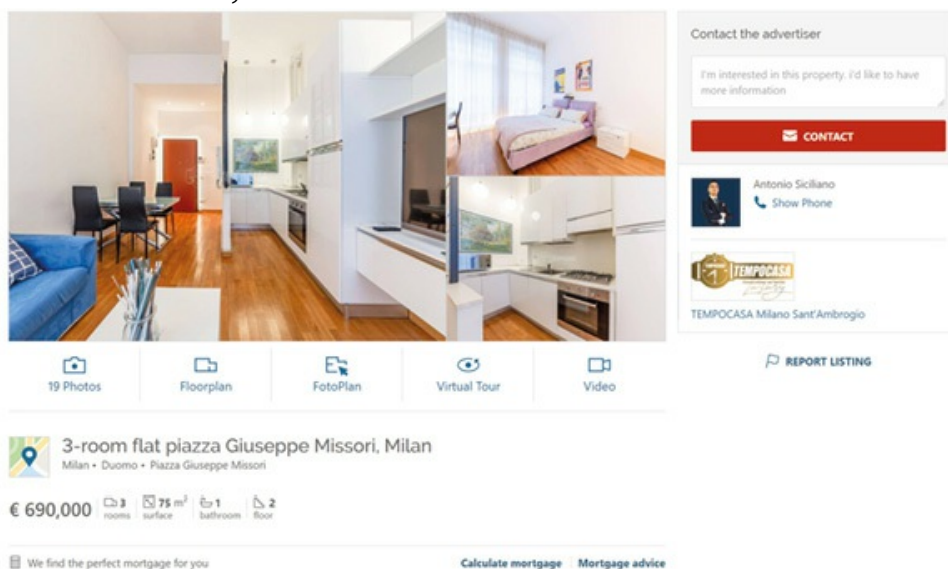 Contact the advertiser
I'm interested in this property. i'd like to have
more information
CONTACT
Antonio Siciliano
Show Phone
TEMPOCASA
TEMPOCASA Milano Sant'Ambrogio
REPORT LISTING
19 Photos
Floorplan
FotoPlan
Virtual Tour
Video
3-room flat piazza Giuseppe Missori, Milan
Milan • Duomo • Piazza Giuseppe Missori
€ 690,000
3
rooms
75 m²
surface
1
bathroom
2
floor
We find the perfect mortgage for you
Calculate mortgage
Mortgage advice